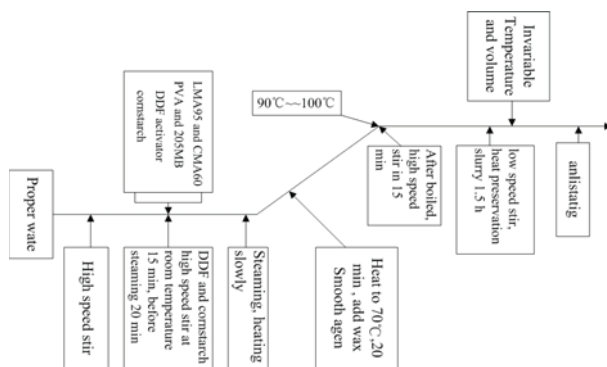 Proper wate
High speed stir
LMA95 and CMA60
PVA and 205MB
DDF activator
cornstarch
DDF and cornstarch
high speed stir at
room temperature
15 min, before
steaming 20 min
Steaming, heating
slowly
90℃~~100℃
Heat to 70℃,20
min , add wax
Smooth agen
After boiled,
high speed
stir in 15
min
Invariable
Temperature
and volume
low speed stir,
heat preservation
slurry 1.5 h
anlistatig